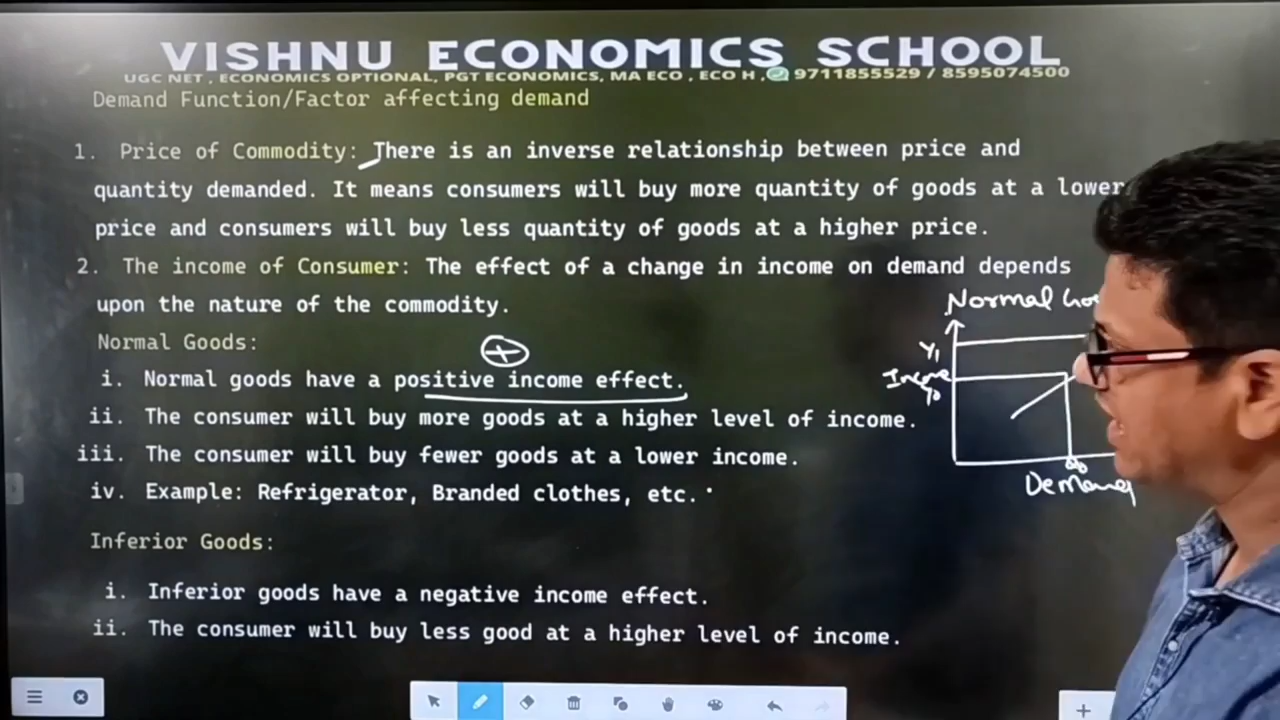 VISHNU ECONOMICS SCHOOL
UGC NET , ECONOMICS OPTIONAL, PGT ECONOMICS, MA ECO , ECO H , 9711855529 / 8595074500
Demand Function/Factor affecting demand
1. Price of Commodity: There is an inverse relationship between price and
quantity demanded. It means consumers will buy more quantity of goods at a lower
price and consumers will buy less quantity of goods at a higher price.
2. The income of Consumer: The effect of a change in income on demand depends
upon the nature of the commodity.
Normal Goods:
i. Normal goods have a positive income effect.
ii. The consumer will buy more goods at a higher level of income.
iii. The consumer will buy fewer goods at a lower income.
iv. Example: Refrigerator, Branded clothes, etc.
Inferior Goods:
i. Inferior goods have a negative income effect.
ii. The consumer will buy less good at a higher level of income.
+
Normal
Y1
Income
Y0